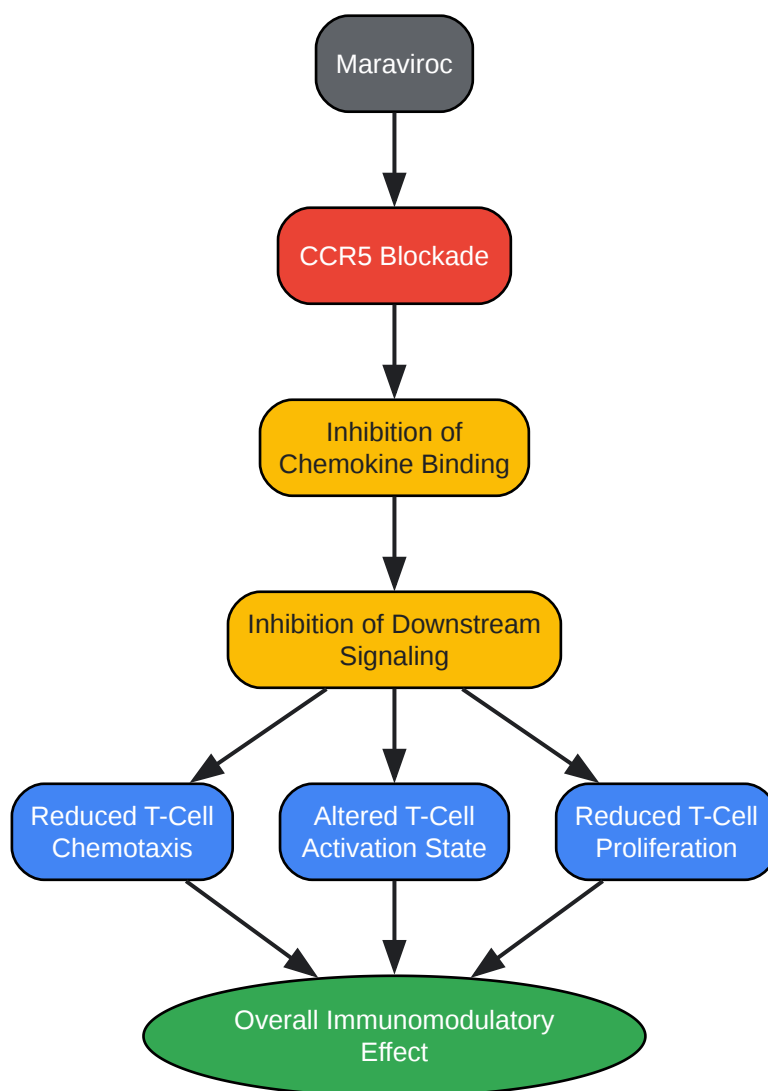 Maraviroc
CCR5 Blockade
Inhibition of
Chemokine Binding
Inhibition of Downstream
Signaling
Reduced T-Cell
Chemotaxis
Altered T-Cell
Activation State
Reduced T-Cell
Proliferation
Overall Immunomodulatory
Effect